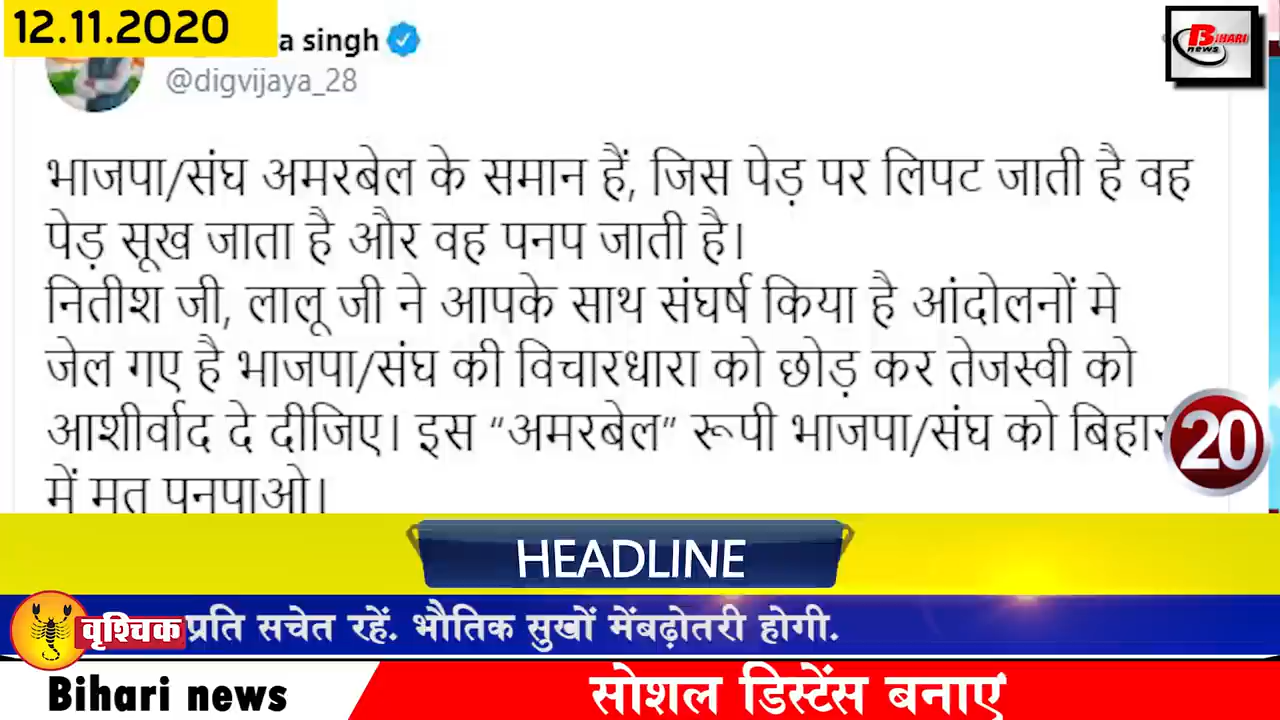 12.11.2020
a singh
@digvijaya_28
BIHARI
news
भाजपा/संघ अमरबेल के समान हैं, जिस पेड़ पर लिपट जाती है वह
पेड़ सूख जाता है और वह पनप जाती है।
नितीश जी, लालू जी ने आपके साथ संघर्ष किया है आंदोलनों मे
जेल गए है भाजपा/संघ की विचारधारा को छोड़ कर तेजस्वी को
आशीर्वाद दे दीजिए। इस “अमरबेल” रूपी भाजपा/संघ को बिहार
में मत पनपाओ।
20
HEADLINE
वृश्चिक प्रति सचेत रहें. भौतिक सुखों मेंबढ़ोतरी होगी.
Bihari news सोशल डिस्टेंस बनाए